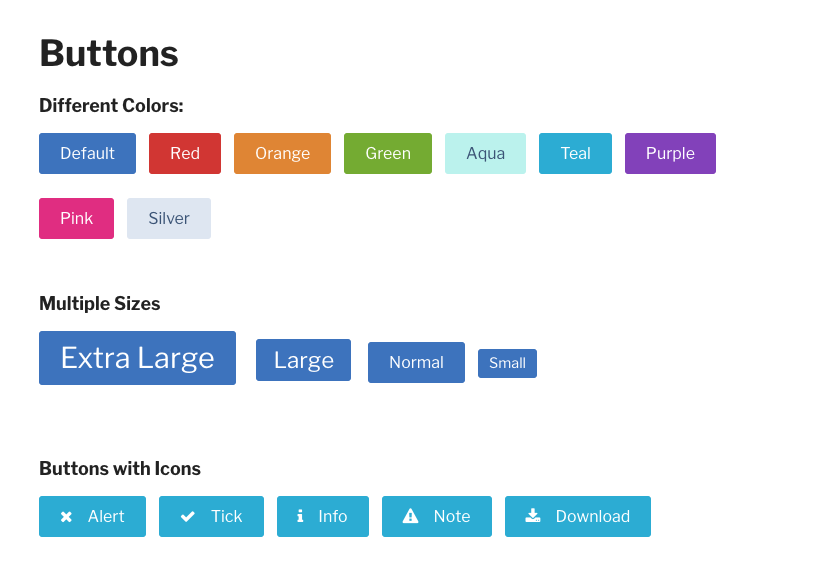 Buttons
Different Colors:
Default Red Orange Green Aqua Teal Purple
Pink Silver
Multiple Sizes
Extra Large Large Normal Small
Buttons with Icons
Alert Tick Info Note Download